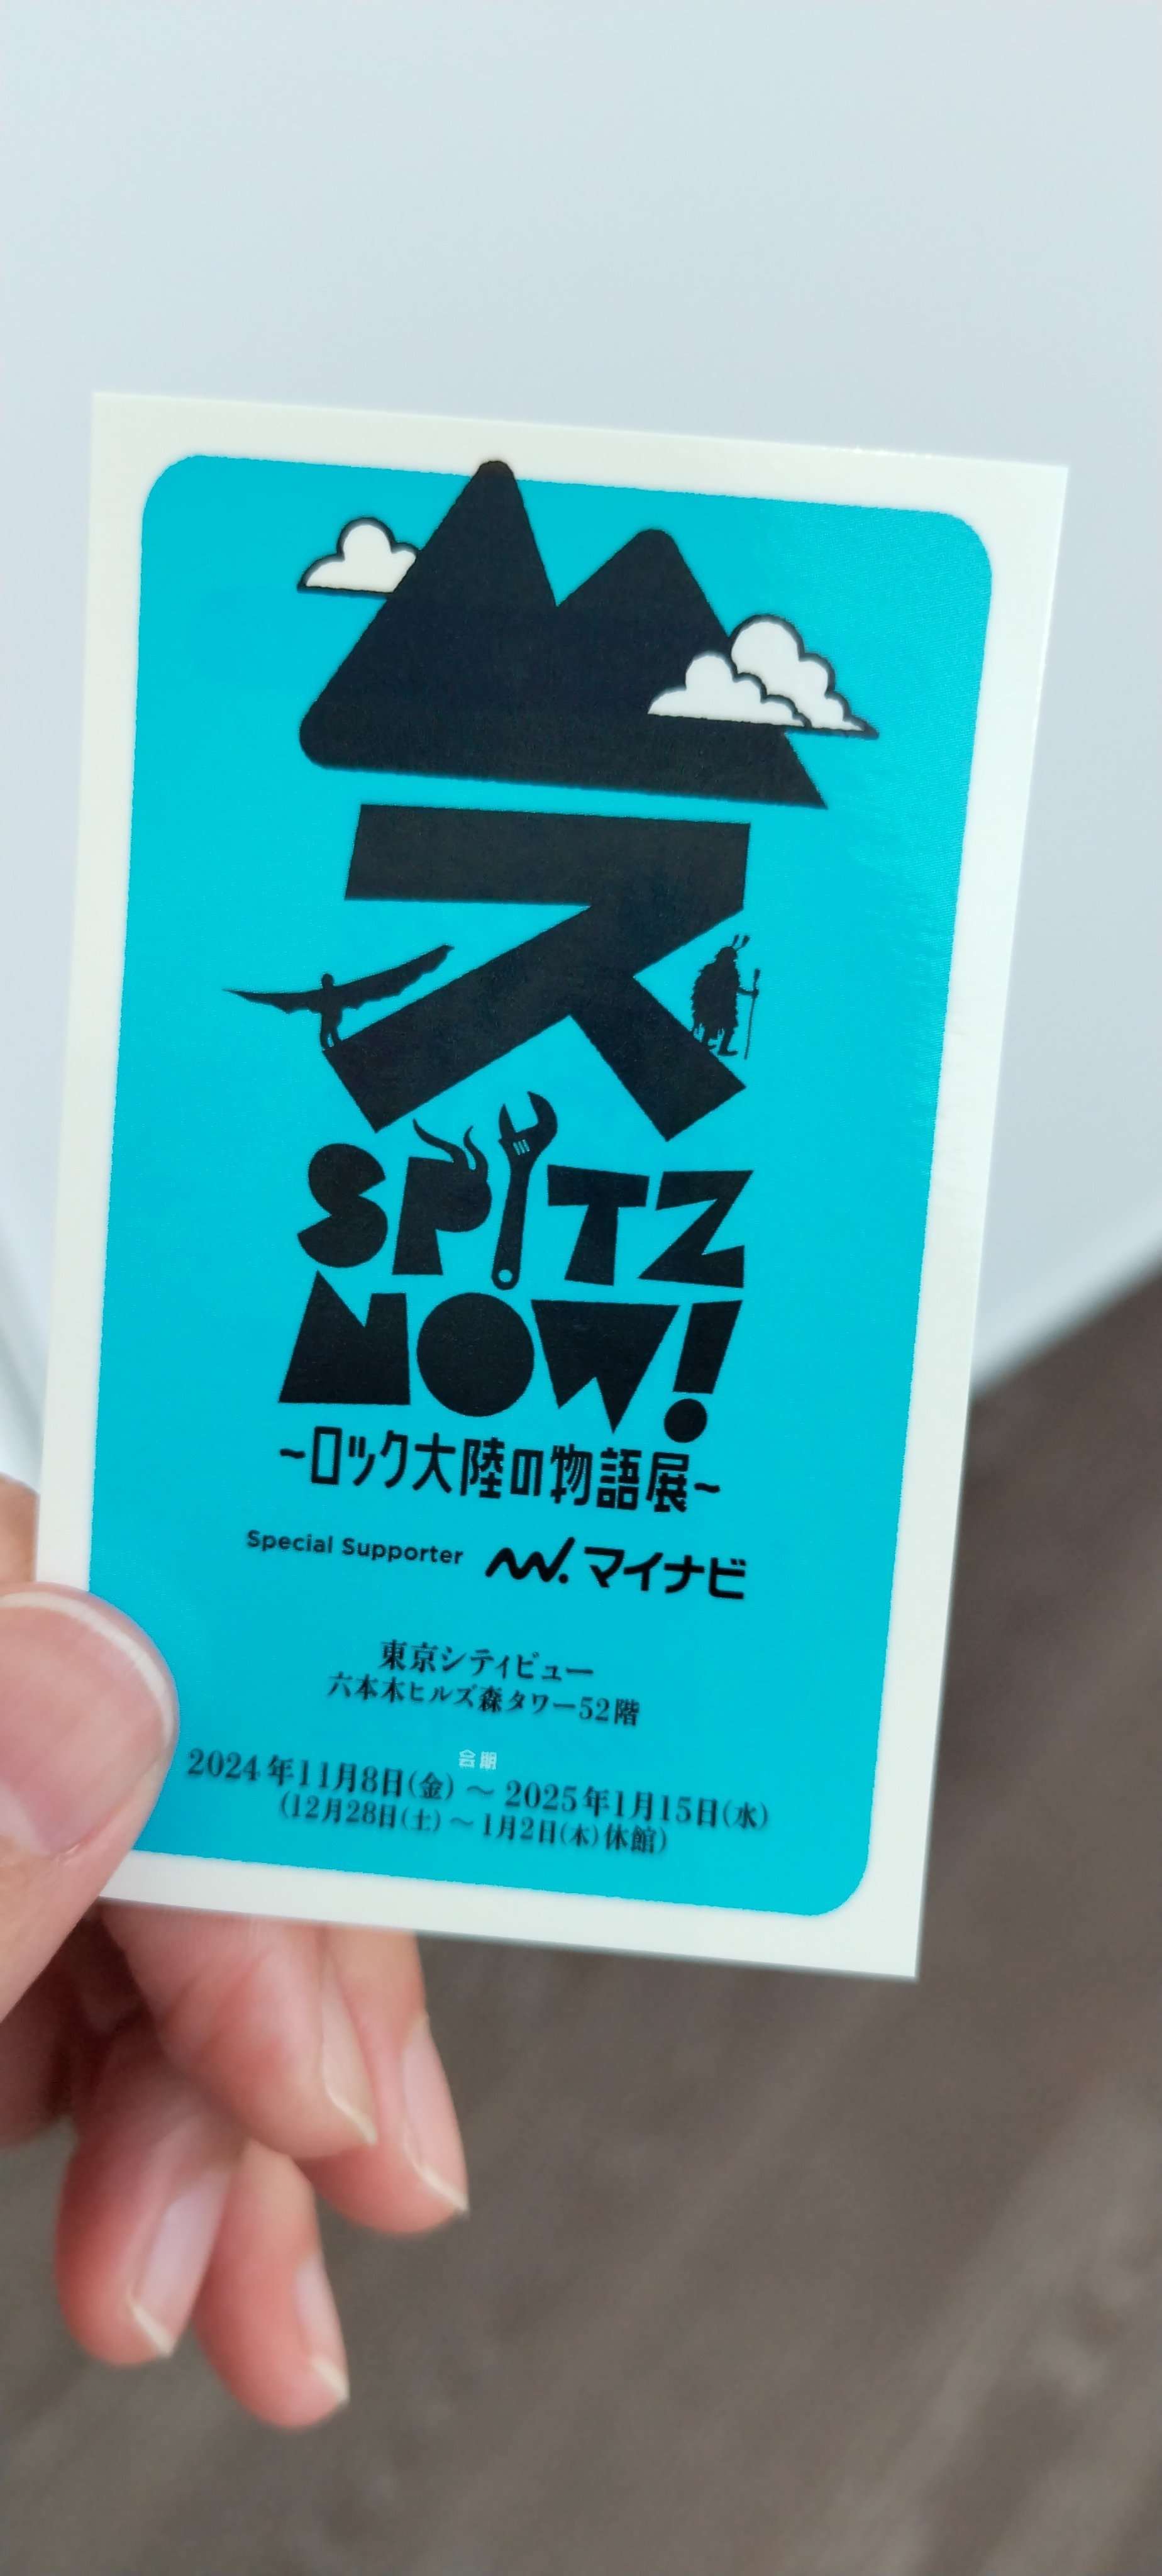 ス
SPITZ
NOW!
~ロック大陸の物語展~
Special Supporter マイナビ
東京シティビュー
六本木ヒルズ森タワー52階
会期
2024年11月8日(金) ~ 2025年1月15日(水)
(12月28日(土) ~ 1月2日(木)休館)